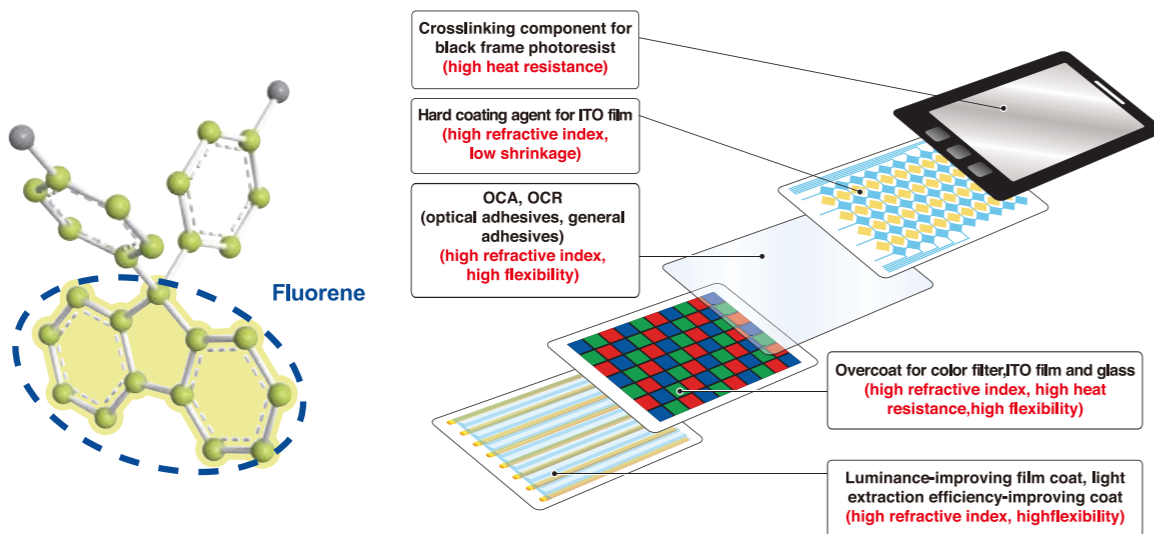 Fluorene
Crosslinking component for
black frame photoresist
(high heat resistance)
Hard coating agent for ITO film
(high refractive index,
low shrinkage)
OCA, OCR
(optical adhesives, general
adhesives)
(high refractive index,
high flexibility)
Overcoat for color filter,ITO film and glass
(high refractive index, high heat
resistance,high flexibility)
Luminance-improving film coat, light
extraction efficiency-improving coat
(high refractive index, highflexibility)